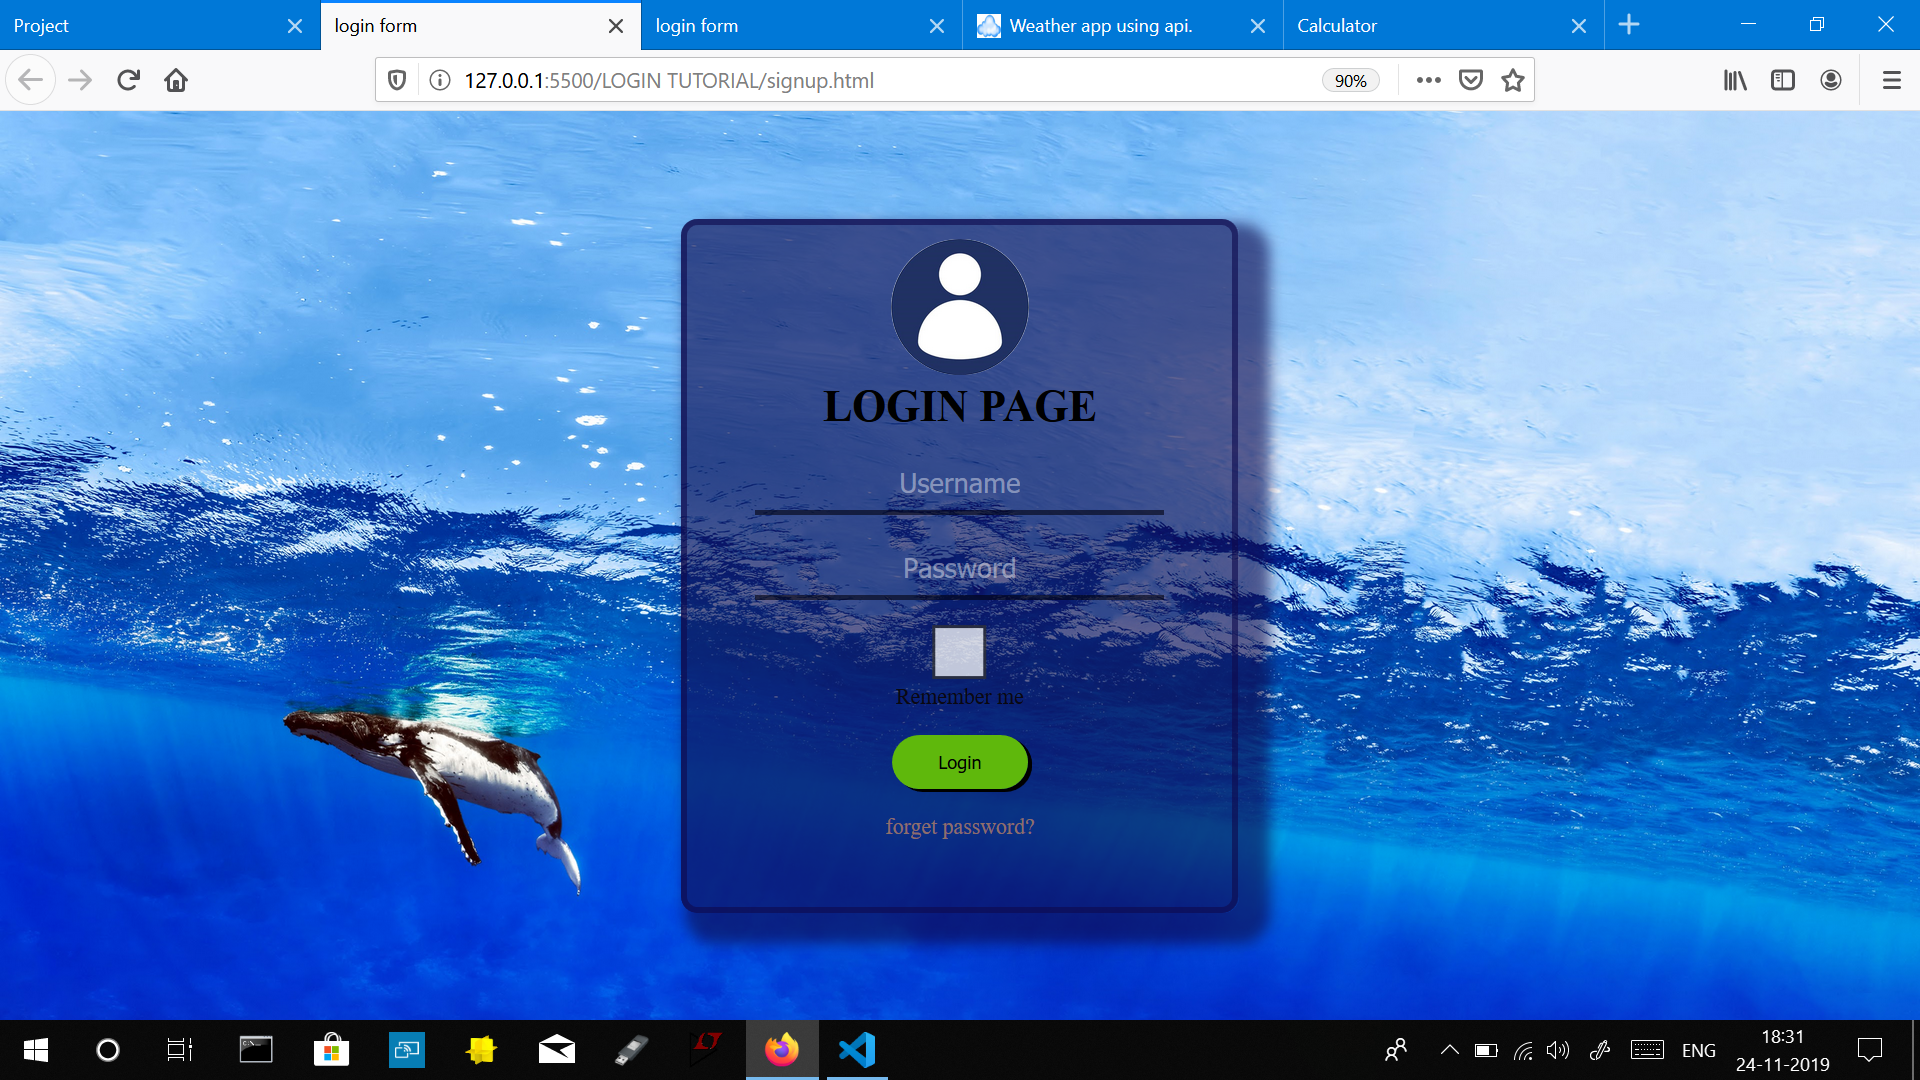 Project
login form
login form
Weather app using api.
Calculator
127.0.0.1:5500/LOGIN TUTORIAL/signup.html
90%
LOGIN PAGE
Username
Password
Remember me
Login
forget password?
ENG
18:31
24-11-2019